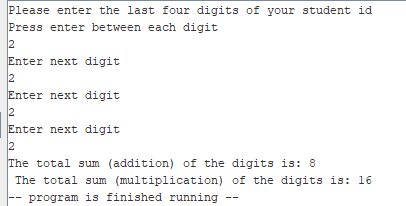 Please enter the last four digits of your student id
Press enter between each digit
2
Enter next digit
2
Enter next digit
2
Enter next digit
2
The total sum (addition) of the digits is: 8
 The total sum (multiplication) of the digits is: 16
-- program is finished running --